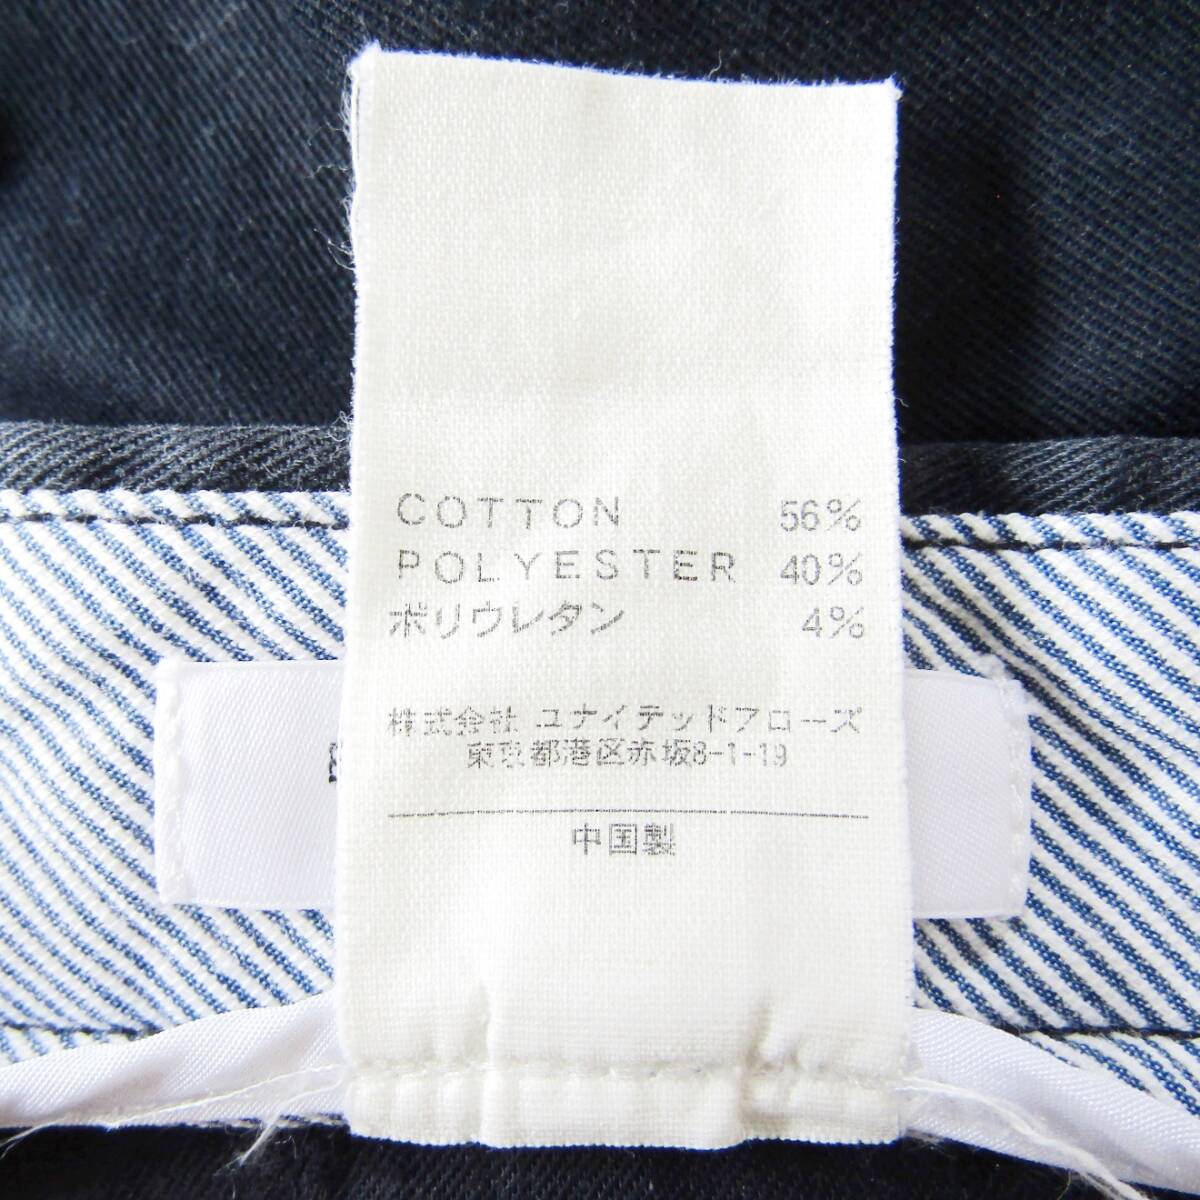 COTTON 56%
POLYESTER 40%
ポリウレタン 4%
株式会社 ユナイテッドアローズ
東京都港区赤坂8-1-19
中国製